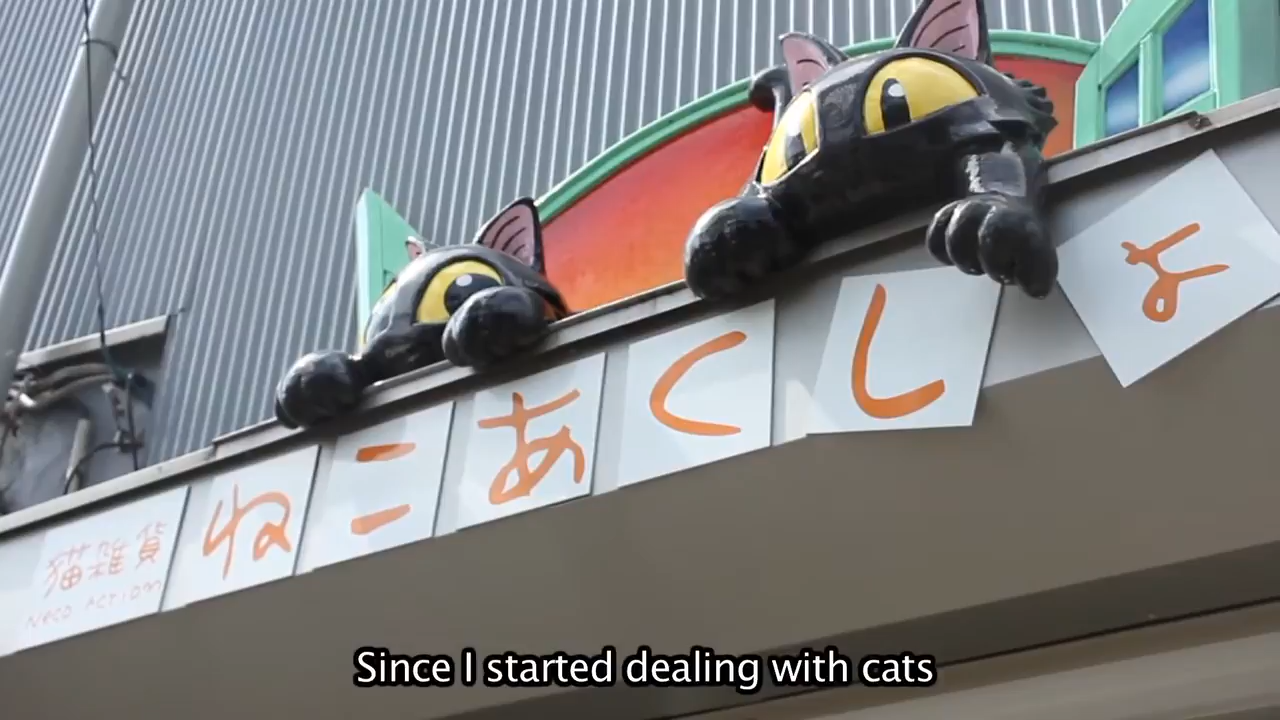 猫雑貨
Neco Action
ねこあくしょ
Since I started dealing with cats